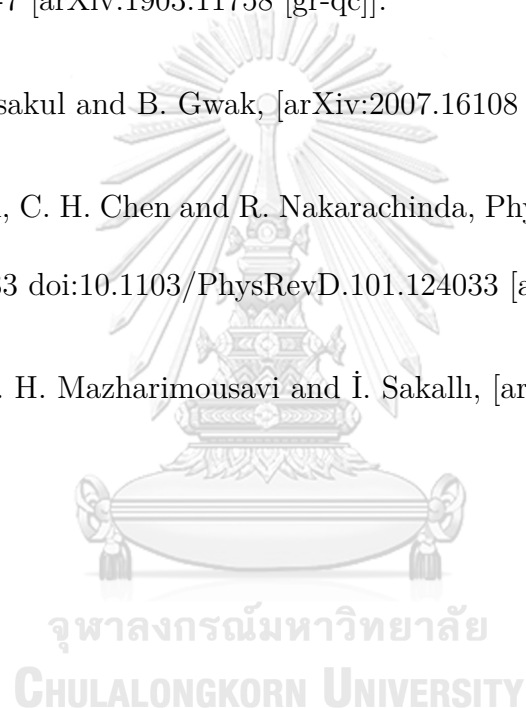 -7 [arXiv:1903.11758 [gr-qc]].
sakul and B. Gwak, [arXiv:2007.16108
, C. H. Chen and R. Nakarachinda, Phy
33 doi:10.1103/PhysRevD.101.124033 [a
. H. Mazharimousavi and İ. Sakallı, [ar
จุฬาลงกรณ์มหาวิทยาลัย
CHULALONGKORN UNIVERSITY